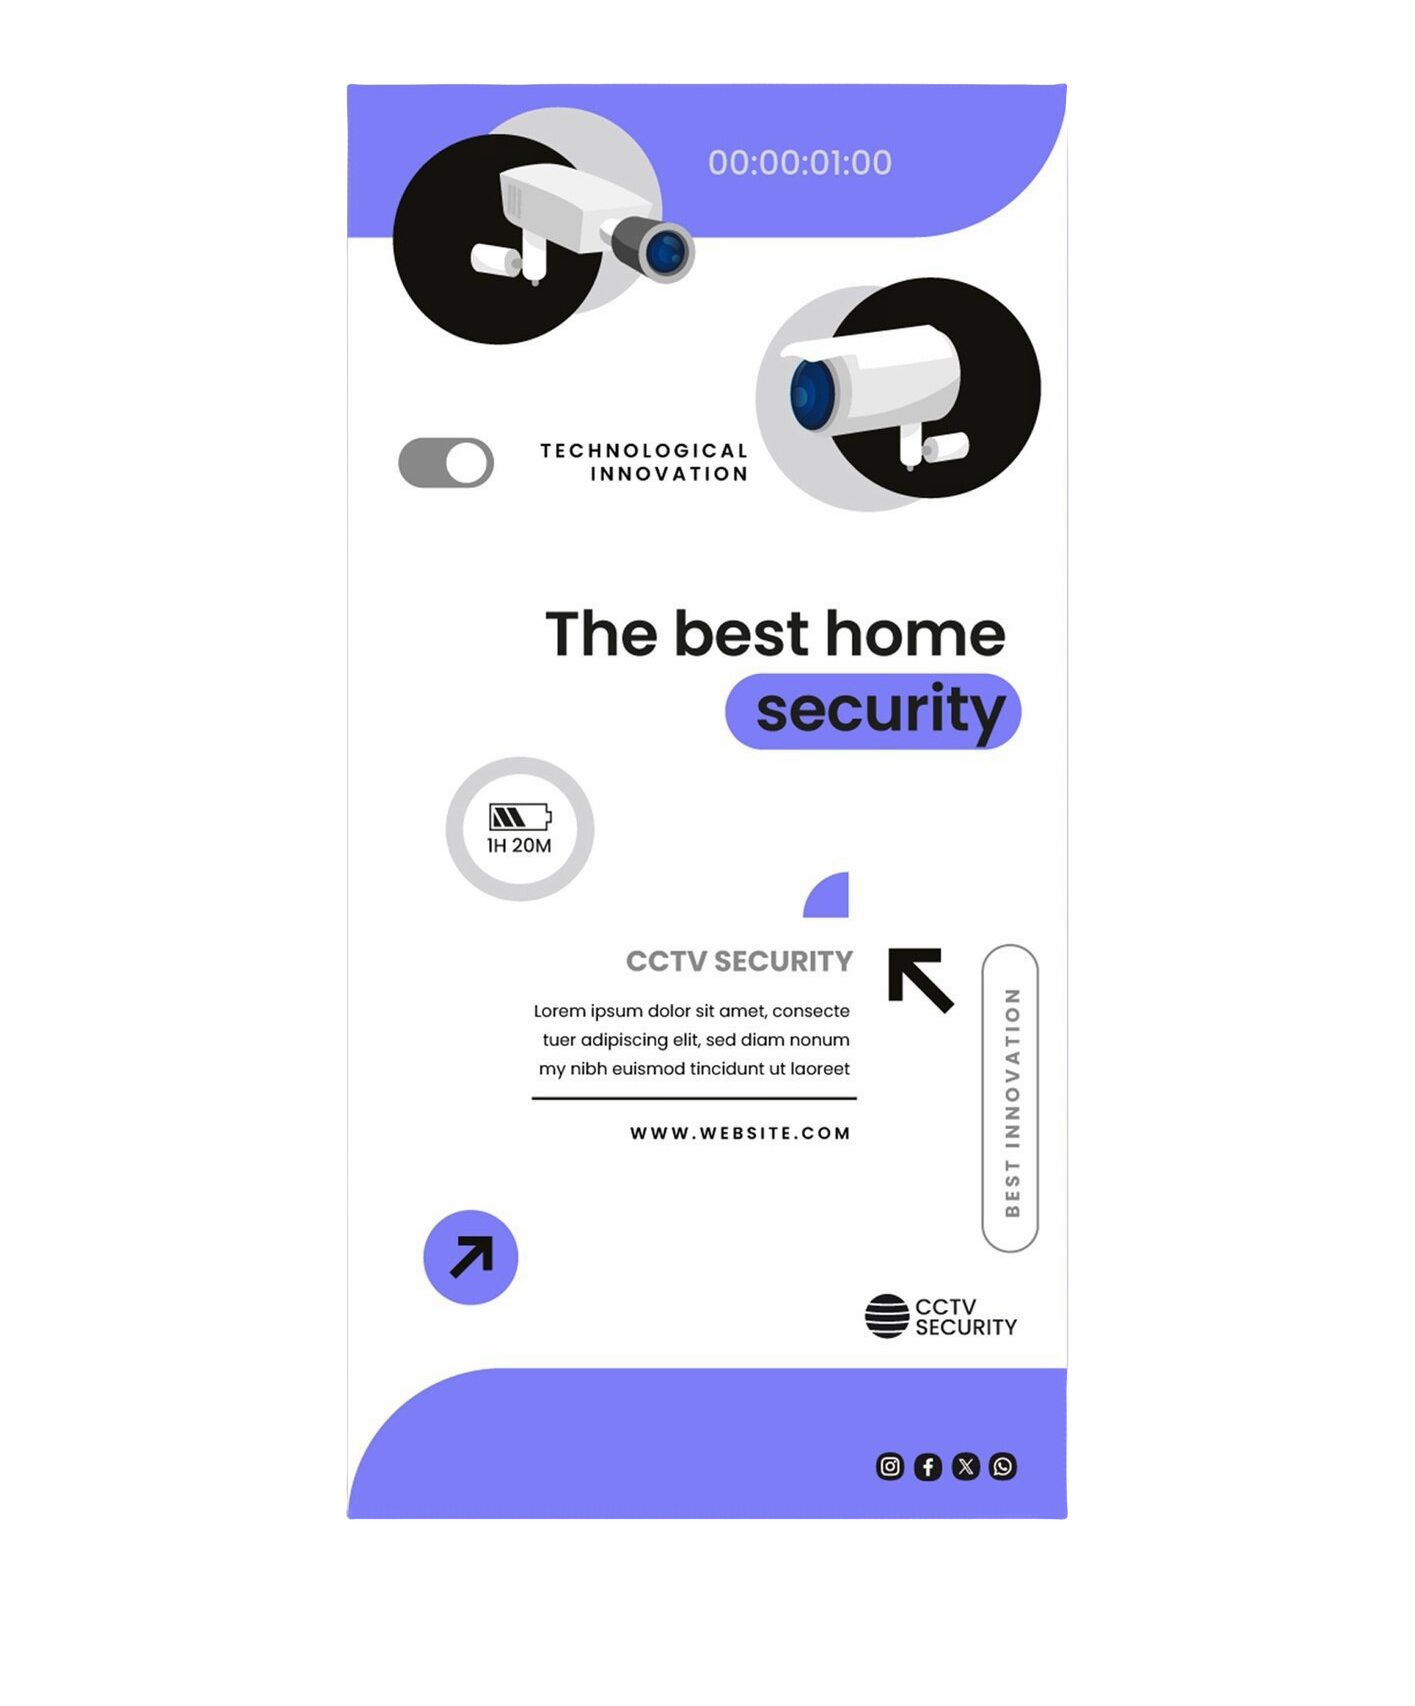 00:00:01:00
TECHNOLOGICAL
INNOVATION
The best home
security
1H 20M
CCTV SECURITY
Lorem ipsum dolor sit amet, consecte
tuer adipiscing elit, sed diam nonum
my nibh euismod tincidunt ut laoreet
WWW.WEBSITE.COM
BEST INNOVATION
CCTV
SECURITY